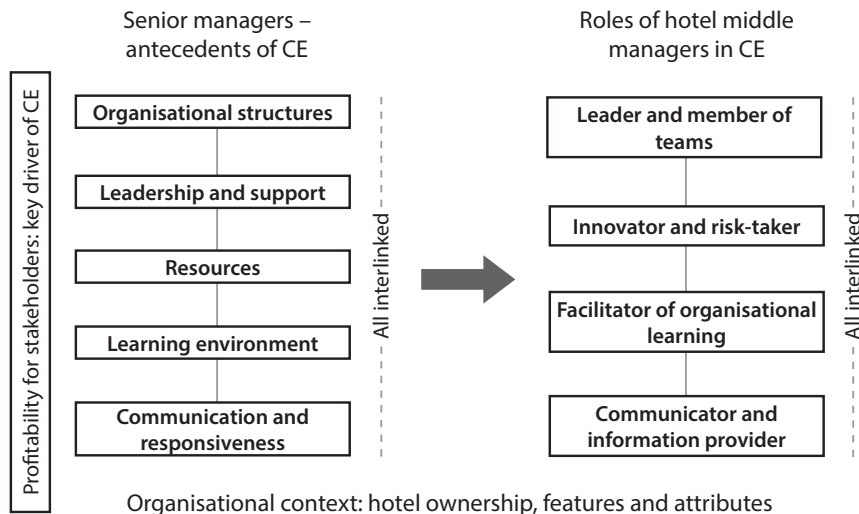 Senior managers –
antecedents of CE
Roles of hotel middle
managers in CE
Profitability for stakeholders: key driver of CE
Organisational structures
Leadership and support
Resources
Learning environment
Communication and
responsiveness
All interlinked
Leader and member of
teams
Innovator and risk-taker
Facilitator of organisational
learning
Communicator and
information provider
All interlinked
Organisational context: hotel ownership, features and attributes